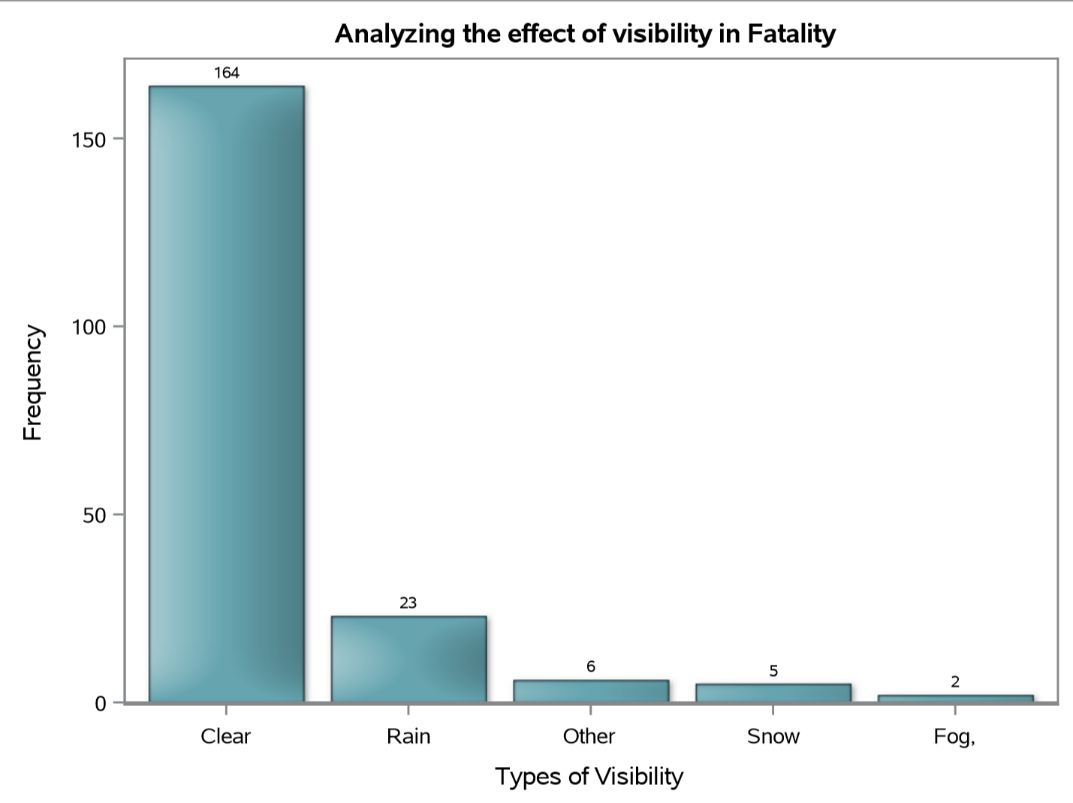 Analyzing the effect of visibility in Fatality
164
150
100
Frequency
50
23
6
5
2
0
Clear Rain Other Snow Fog,
Types of Visibility